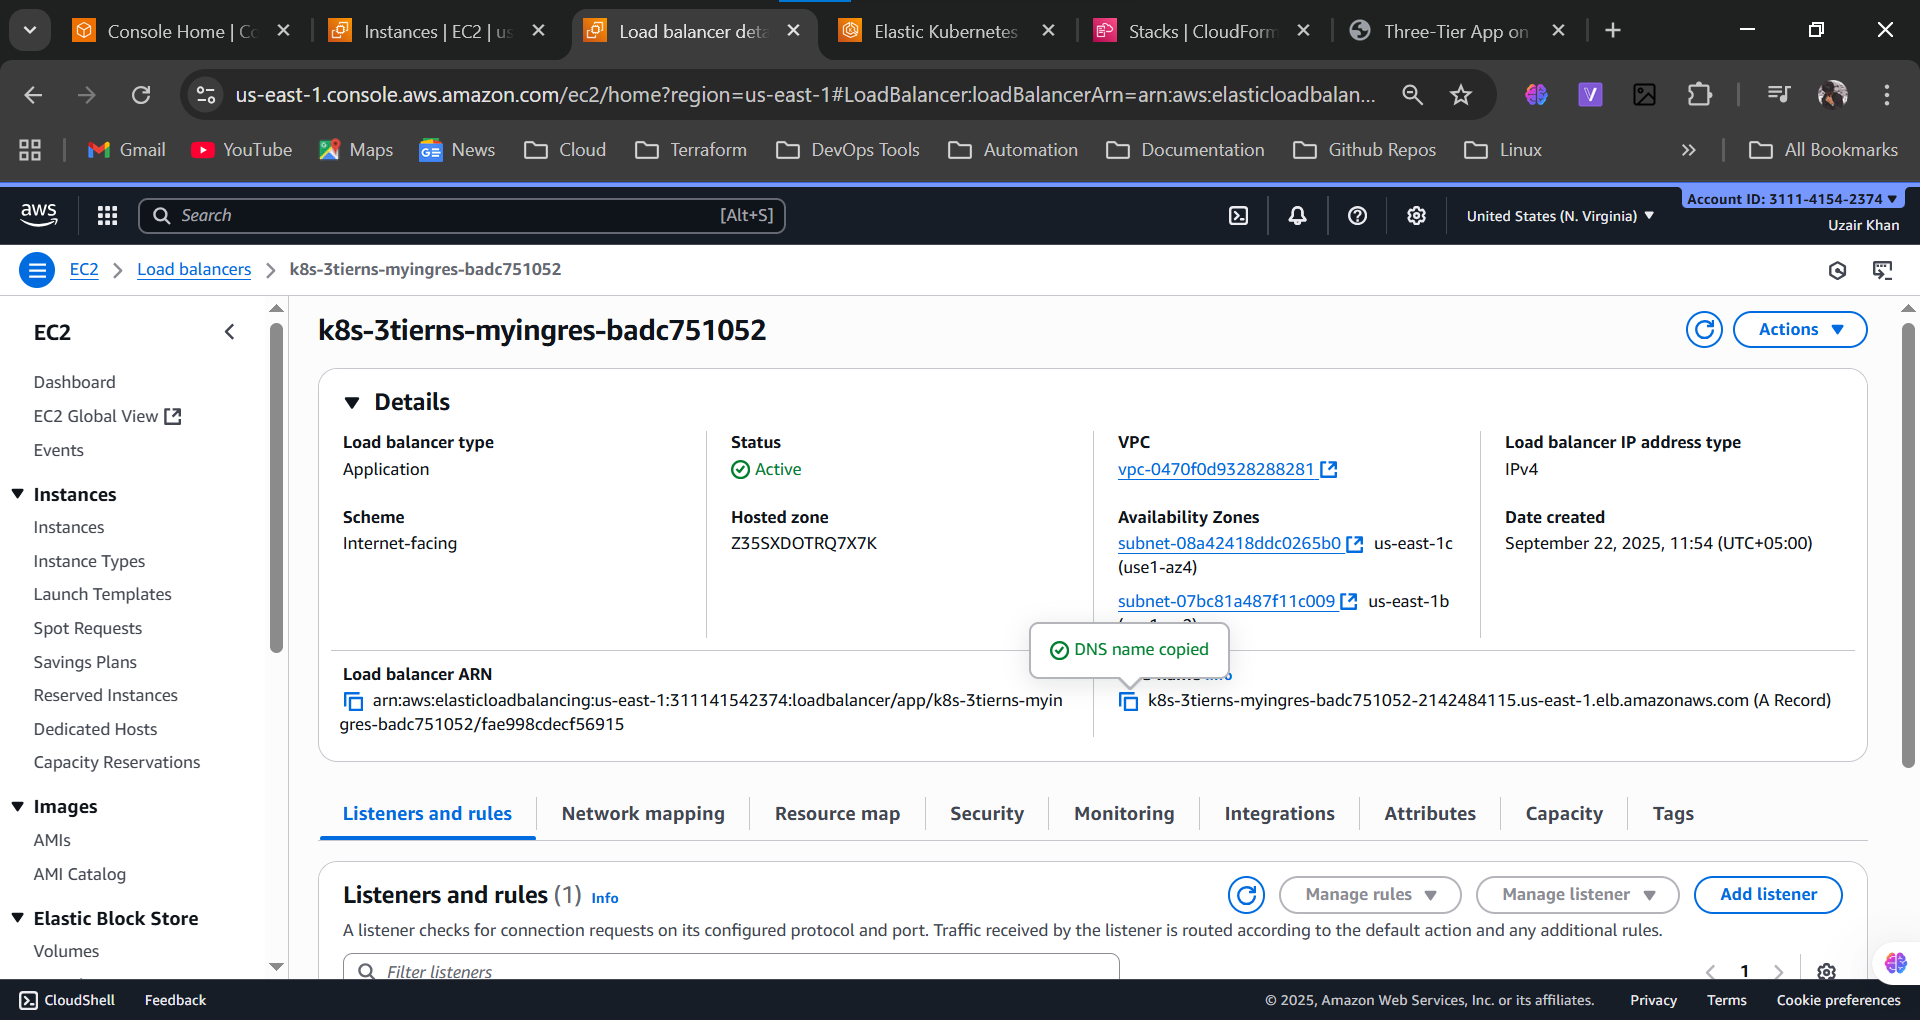 Console Home | Co
Instances | EC2 | us
Load balancer deta
Elastic Kubernetes
Stacks | CloudForm
Three-Tier App on
us-east-1.console.aws.amazon.com/ec2/home?region=us-east-1#LoadBalancer:loadBalancerArn=arn:aws:elasticloadbalan...
Gmail
YouTube
Maps
News
Cloud
Terraform
DevOps Tools
Automation
Documentation
Github Repos
Linux
All Bookmarks
aws
Search
[Alt+S]
United States (N. Virginia)
Account ID: 3111-4154-2374
Uzair Khan
EC2
Load balancers
k8s-3tierns-myingres-badc751052
EC2
Dashboard
EC2 Global View
Events
Instances
Instances
Instance Types
Launch Templates
Spot Requests
Savings Plans
Reserved Instances
Dedicated Hosts
Capacity Reservations
Images
AMIs
AMI Catalog
Elastic Block Store
Volumes
k8s-3tierns-myingres-badc751052
Actions
Details
Load balancer type
Application
Status
Active
VPC
vpc-0470f0d9328288281
Load balancer IP address type
IPv4
Scheme
Internet-facing
Hosted zone
Z35SXDOTRQ7X7K
Availability Zones
subnet-08a42418ddc0265b0 us-east-1c
(use1-az4)
subnet-07bc81a487f11c009 us-east-1b
Date created
September 22, 2025, 11:54 (UTC+05:00)
DNS name copied
Load balancer ARN
arn:aws:elasticloadbalancing:us-east-1:311141542374:loadbalancer/app/k8s-3tierns-myin
gres-badc751052/fae998cdecf56915
k8s-3tierns-myingres-badc751052-2142484115.us-east-1.elb.amazonaws.com (A Record)
Listeners and rules
Network mapping
Resource map
Security
Monitoring
Integrations
Attributes
Capacity
Tags
Listeners and rules (1) Info
Manage rules
Manage listener
Add listener
A listener checks for connection requests on its configured protocol and port. Traffic received by the listener is routed according to the default action and any additional rules.
Filter listeners
1
CloudShell
Feedback
© 2025, Amazon Web Services, Inc. or its affiliates.
Privacy
Terms
Cookie preferences